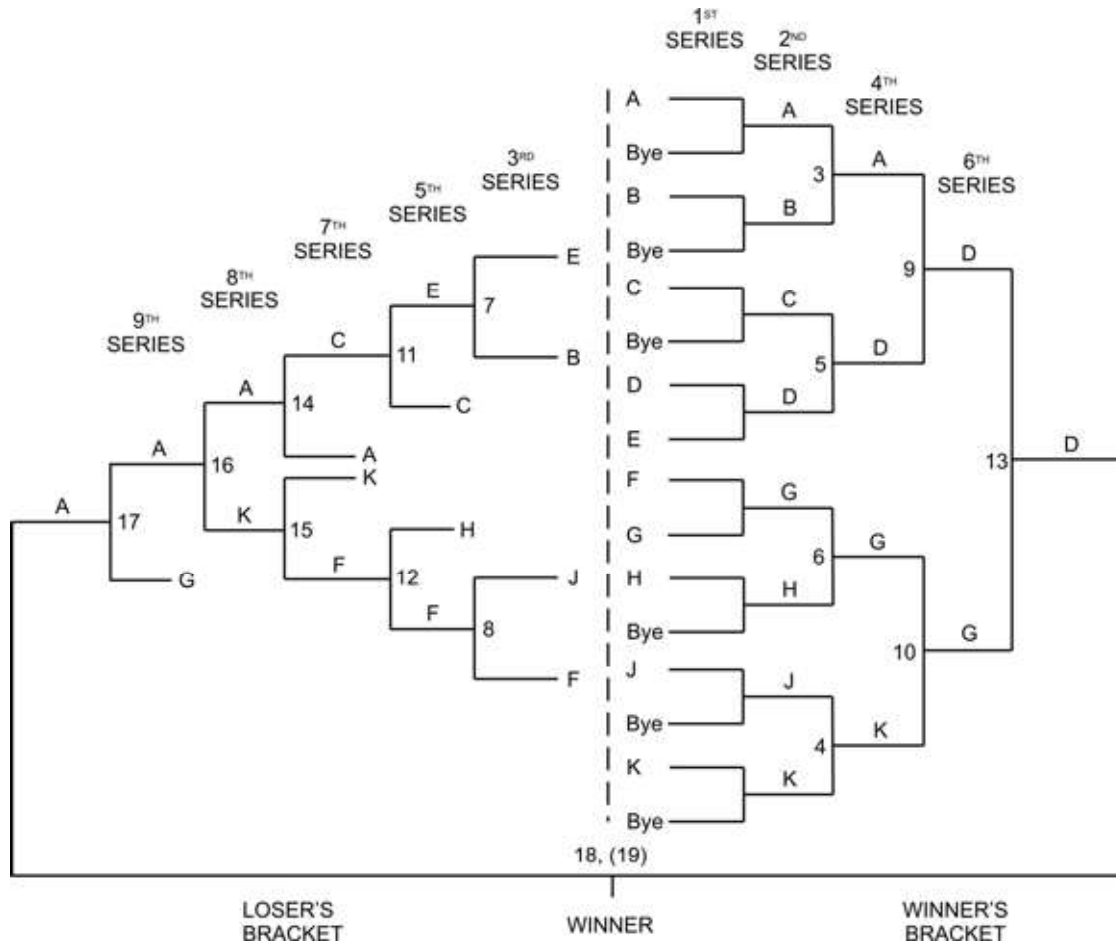 1ST
SERIES
2ND
SERIES
4TH
SERIES
6TH
SERIES
3RD
SERIES
5TH
SERIES
7TH
SERIES
8TH
SERIES
9TH
SERIES
A
Bye
B
Bye
C
Bye
D
E
F
G
H
Bye
J
Bye
K
Bye
A
B
C
D
G
H
J
K
3
5
6
4
A
D
G
K
9
10
D
G
13
D
E
B
7
E
C
11
C
A
14
A
J
F
8
F
H
12
F
K
15
K
16
A
G
17
A
18, (19)
LOSER'S
BRACKET
WINNER
WINNER'S
BRACKET